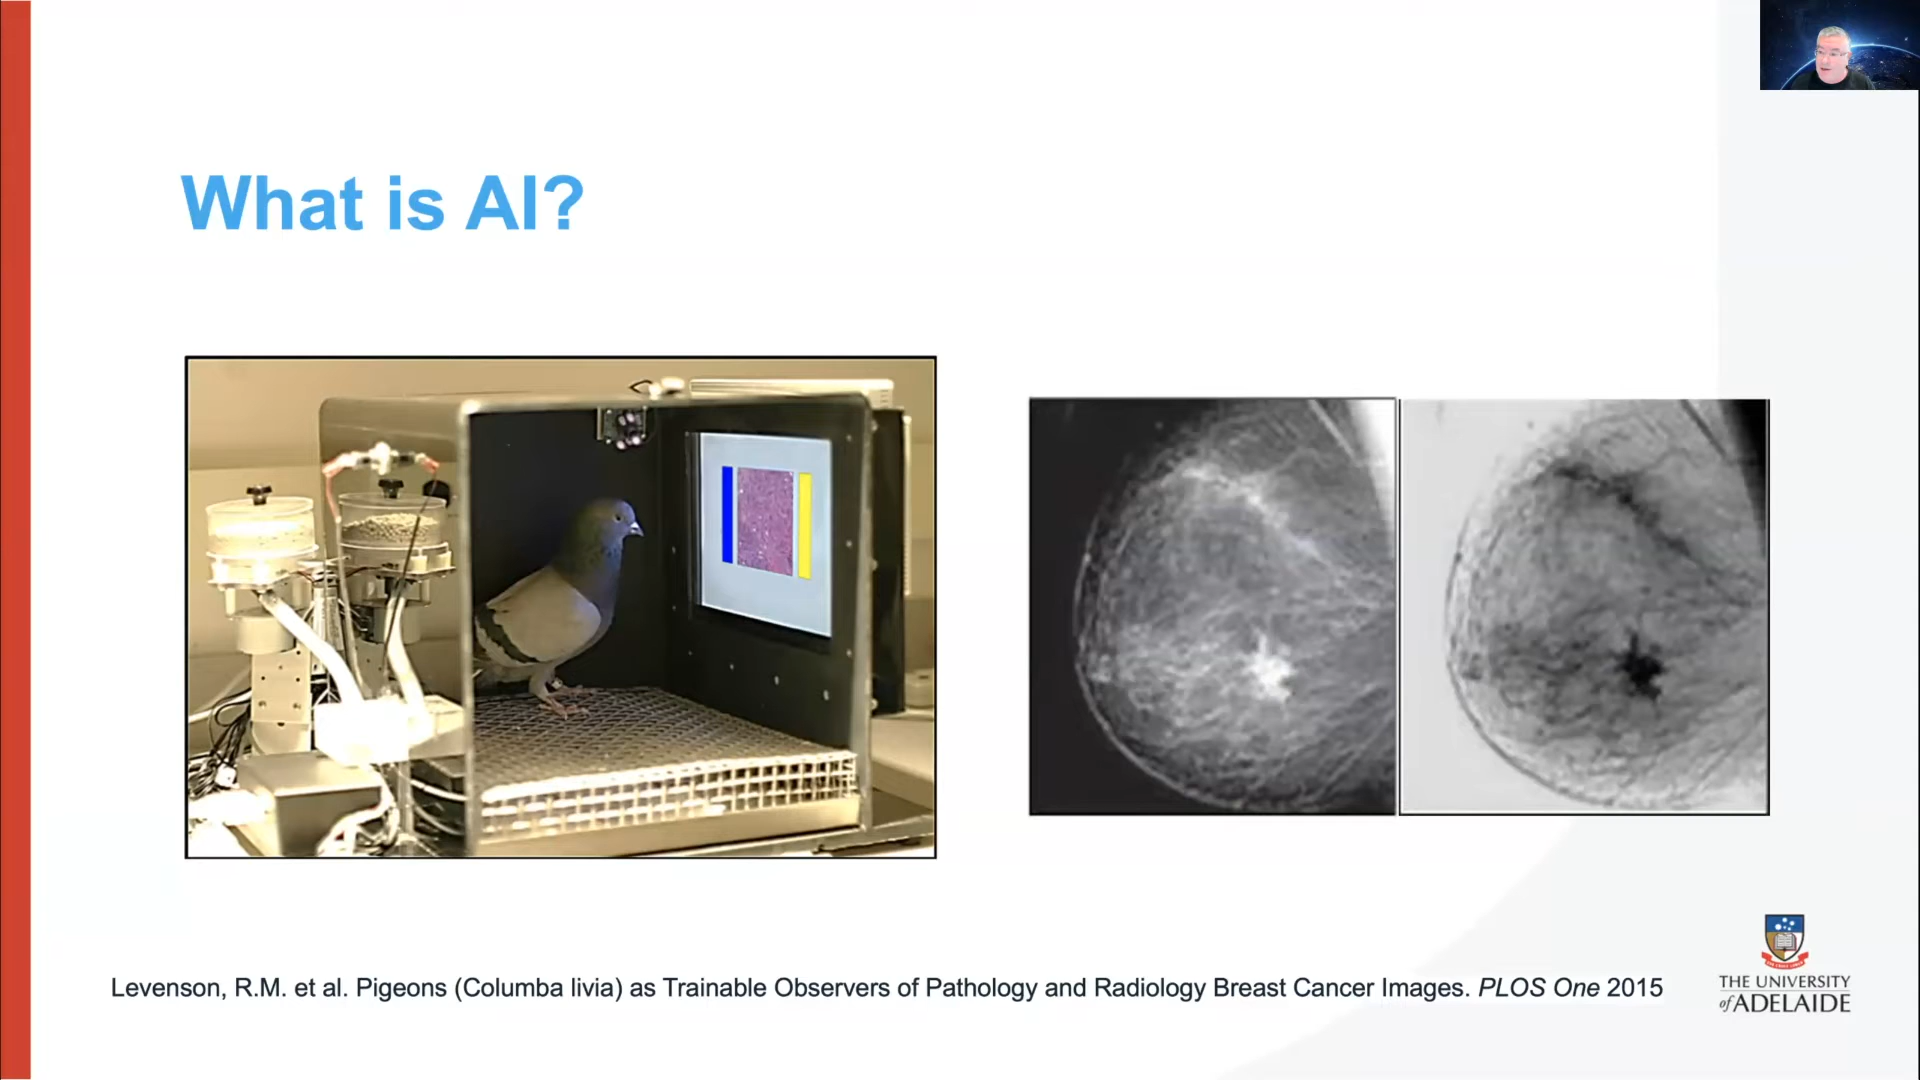 What is AI?
Levenson, R.M. et al. Pigeons (Columba livia) as Trainable Observers of Pathology and Radiology Breast Cancer Images. PLOS One 2015
THE UNIVERSITY
of ADELAIDE